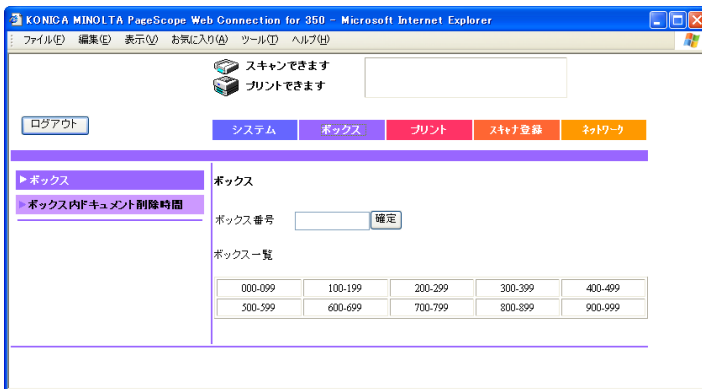 KONICA MINOLTA PageScope Web Connection for 350 - Microsoft Internet Explorer
ファイル(F) 編集(E) 表示(V) お気に入り(A) ツール(T) ヘルプ(H)
スキャンできます
プリントできます
ログアウト
システム ボックス プリント スキャナ登録 ネットワーク
ボックス
ボックス内ドキュメント削除時間
ボックス
ボックス番号 確定
ボックス一覧
000-099 100-199 200-299 300-399 400-499
500-599 600-699 700-799 800-899 900-999